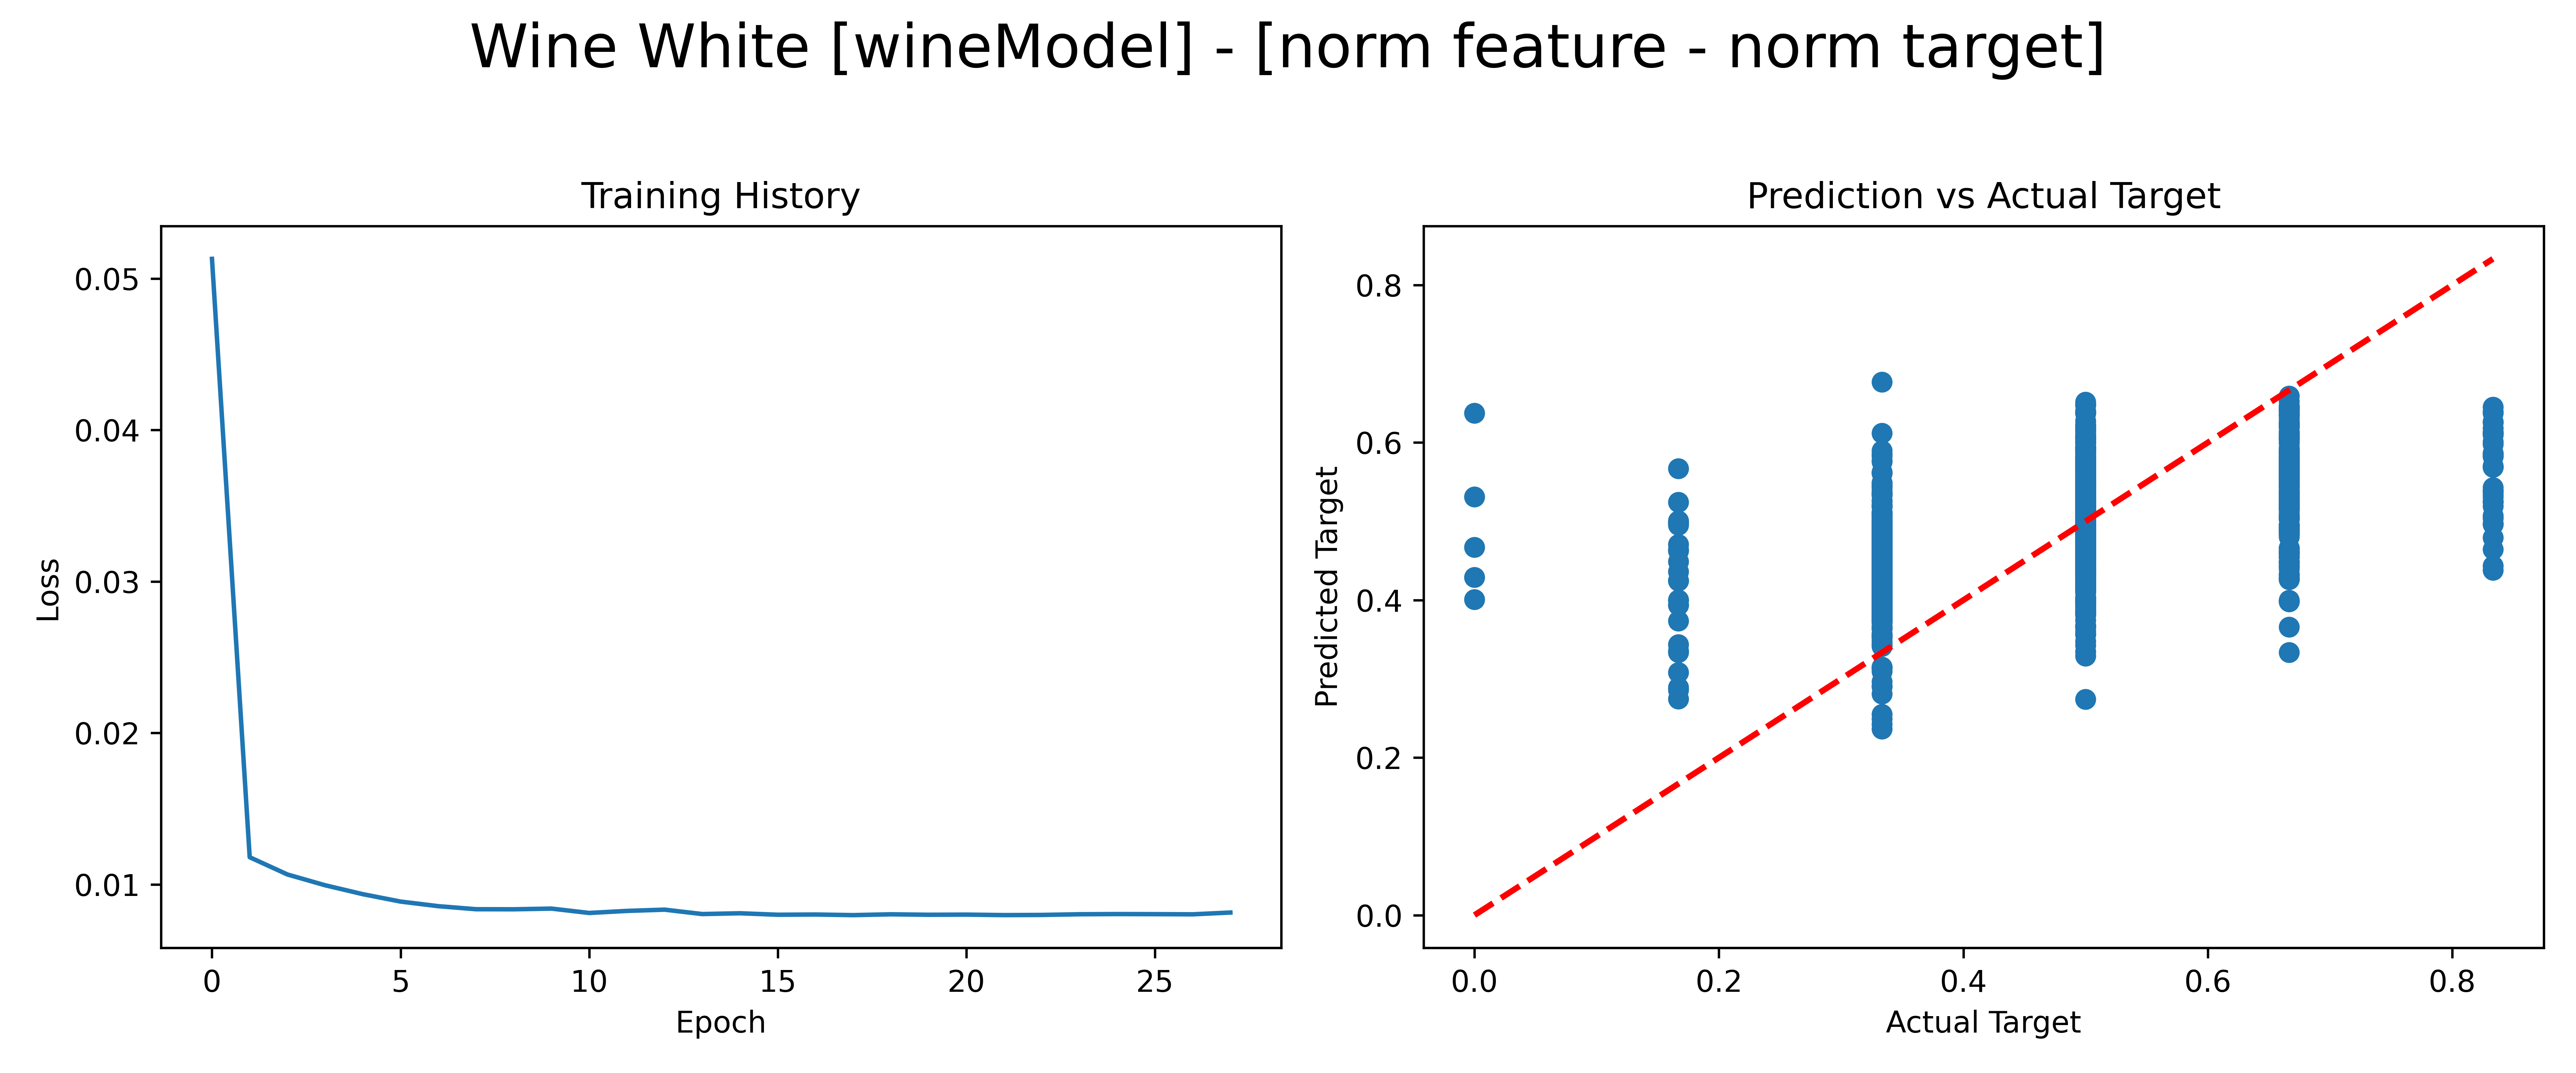 Wine White [wineModel] - [norm feature - norm target]
Training History
Loss
0.05
0.04
0.03
0.02
0.01
0 5 10 15 20 25
Epoch
Prediction vs Actual Target
Predicted Target
0.8
0.6
0.4
0.2
0.0
0.0 0.2 0.4 0.6 0.8
Actual Target